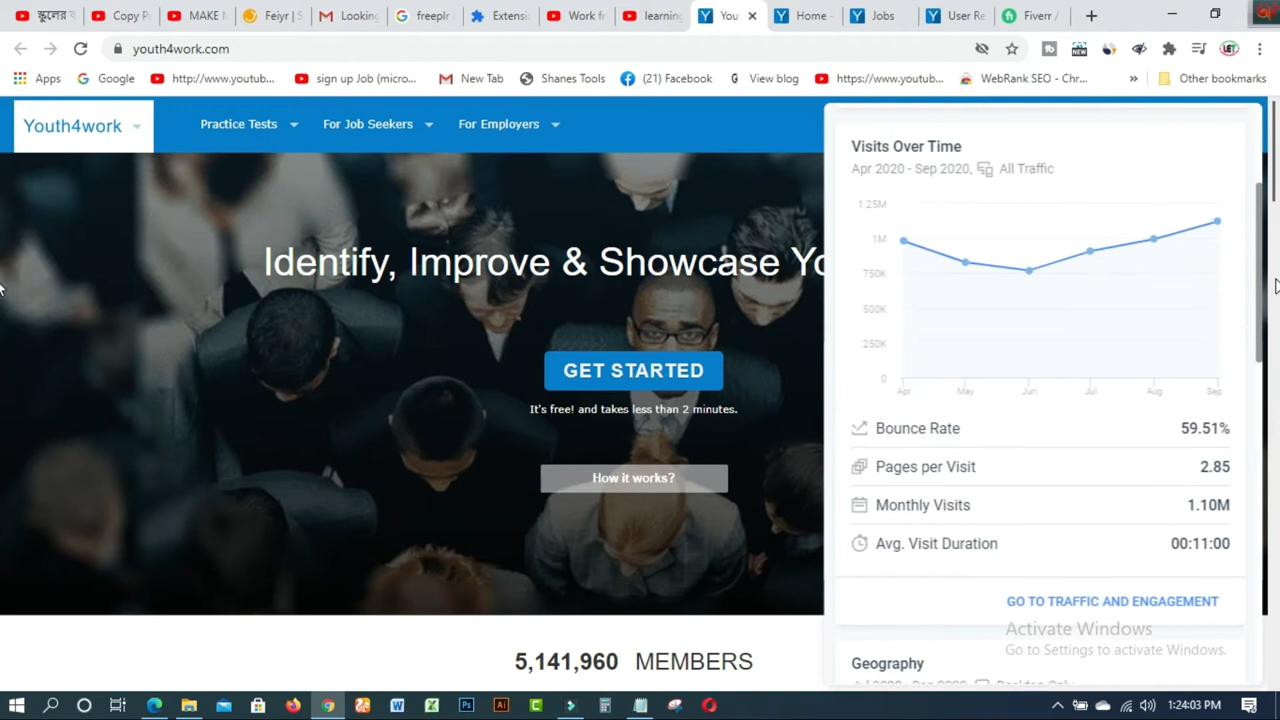 স্কুলের ব
Copy P
MAKE
Feiyr | S
Looking
freeplr
Extensi
Work fr
learning
You
Home -
Jobs
User Re
Fiverr /
youth4work.com
Apps
Google
http://www.youtub...
sign up Job (micro...
New Tab
Shanes Tools
(21) Facebook
View blog
https://www.youtub...
WebRank SEO - Chr...
»
Other bookmarks
Youth4work
Practice Tests
For Job Seekers
For Employers
Identify, Improve & Showcase Yo
GET STARTED
It's free! and takes less than 2 minutes.
How it works?
5,141,960 MEMBERS
Visits Over Time
Apr 2020 - Sep 2020, All Traffic
1.25M
1M
750K
500K
250K
0
Apr May Jun Jul Aug Sep
Bounce Rate 59.51%
Pages per Visit 2.85
Monthly Visits 1.10M
Avg. Visit Duration 00:11:00
GO TO TRAFFIC AND ENGAGEMENT
Activate Windows
Go to Settings to activate Windows.
Geography
1:24:03 PM